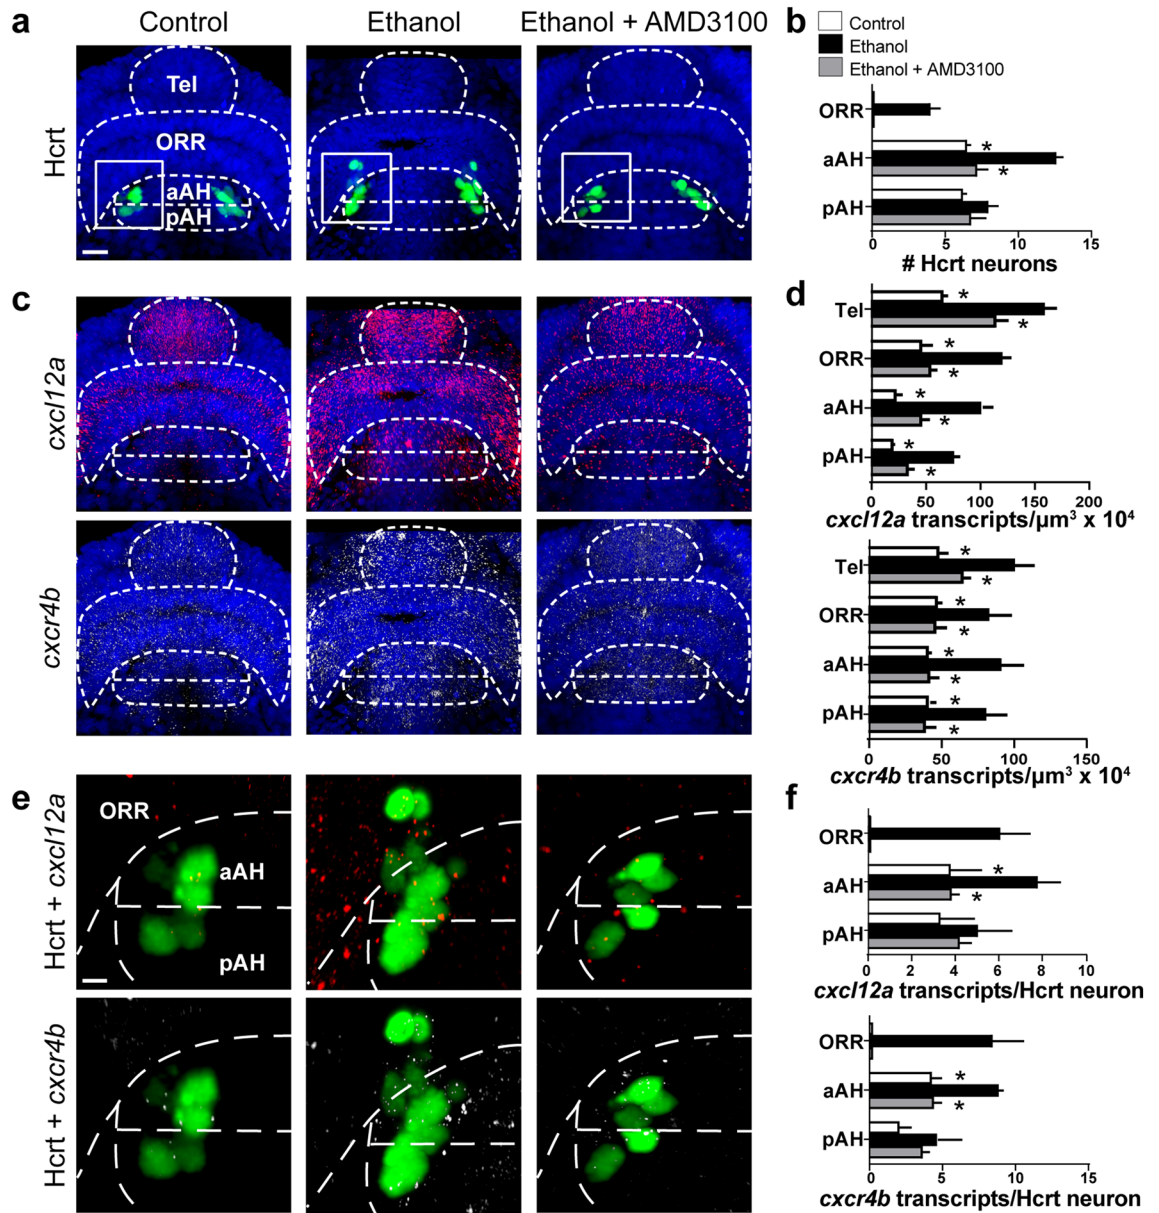 a
Control
Ethanol
Ethanol + AMD3100
Hcrt
Tel
ORR
aAH
pAH
b
Control
Ethanol
Ethanol + AMD3100
ORR
aAH
*
*
pAH
0 5 10 15
# Hcrt neurons
c
cxcl12a
cxcr4b
d
Tel
*
*
ORR
*
*
aAH
*
*
pAH
*
*
0 50 100 150 200
cxcl12a transcripts/µm³ x 10⁴
Tel
*
*
ORR
*
*
aAH
*
*
pAH
*
*
0 50 100 150
cxcr4b transcripts/µm³ x 10⁴
e
Hcrt + cxcl12a
ORR
aAH
pAH
Hcrt + cxcr4b
f
ORR
aAH
*
*
pAH
0 2 4 6 8 10
cxcl12a transcripts/Hcrt neuron
ORR
aAH
*
*
pAH
0 5 10 15
cxcr4b transcripts/Hcrt neuron